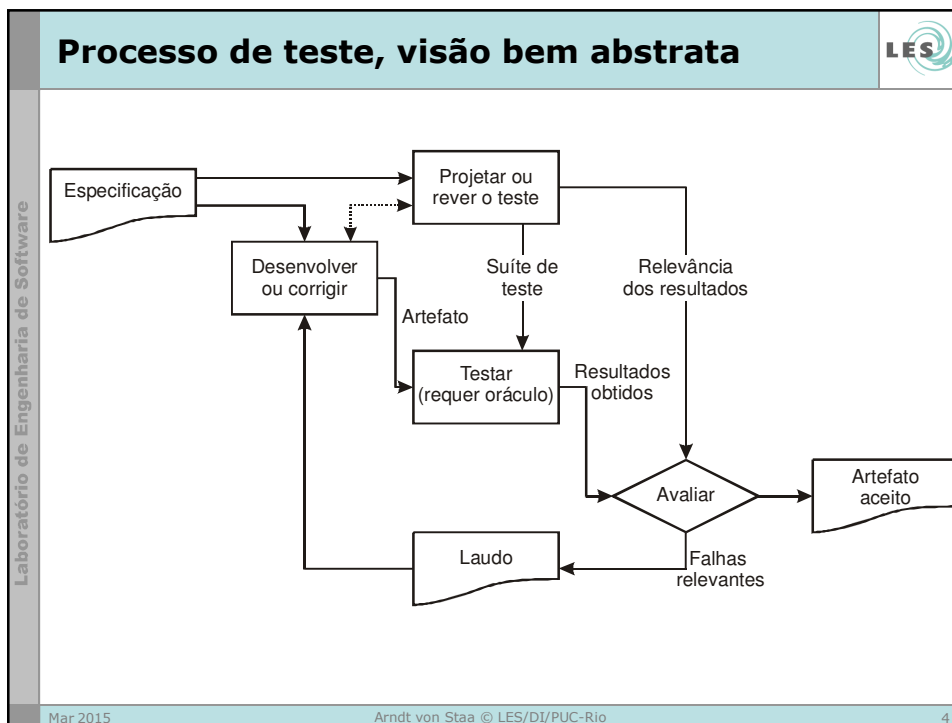 Processo de teste, visão bem abstrata
LES
Laboratório de Engenharia de Software
Especificação
Projetar ou
rever o teste
Desenvolver
ou corrigir
Suíte de
teste
Relevância
dos resultados
Artefato
Testar
(requer oráculo)
Resultados
obtidos
Avaliar
Artefato
aceito
Laudo
Falhas
relevantes
Mar 2015
Arndt von Staa © LES/DI/PUC-Rio
4